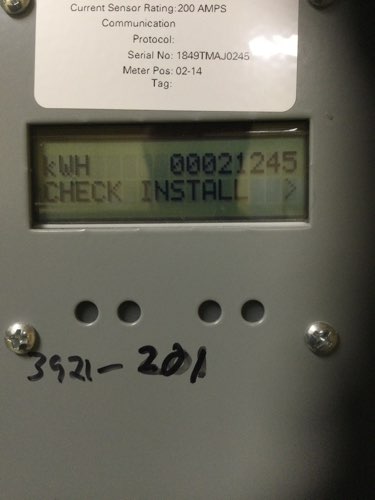 Current Sensor Rating: 200 AMPS
Communication
Protocol:
Serial No: 1849TMAJ0245
Meter Pos: 02-14
Tag:
kWH 00021245
CHECK INSTALL >
3921-201